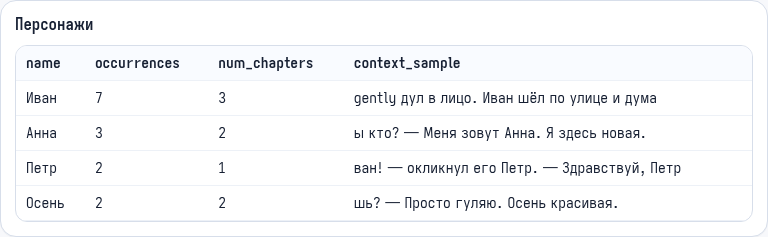 Персонажи
name occurrences num_chapters context_sample
Иван 7 3 gently дул в лицо. Иван шёл по улице и дума
Анна 3 2 ы кто? — Меня зовут Анна. Я здесь новая.
Петр 2 1 ван! — окликнул его Петр. — Здравствуй, Петр
Осень 2 2 шь? — Просто гуляю. Осень красивая.